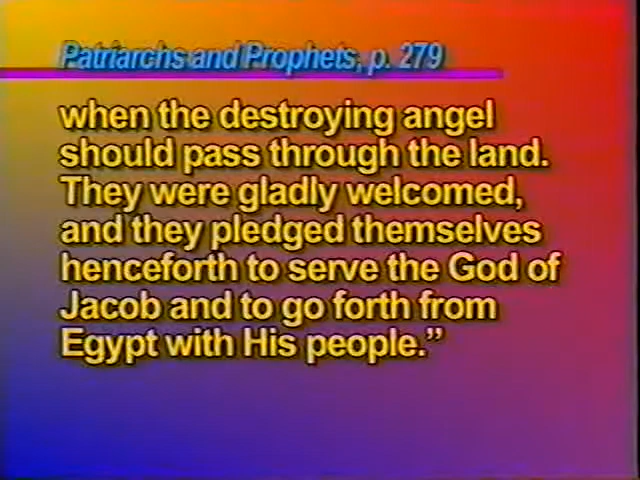 Patriarchs and Prophets, p. 279
when the destroying angel
should pass through the land.
They were gladly welcomed,
and they pledged themselves
henceforth to serve the God of
Jacob and to go forth from
Egypt with His people.”